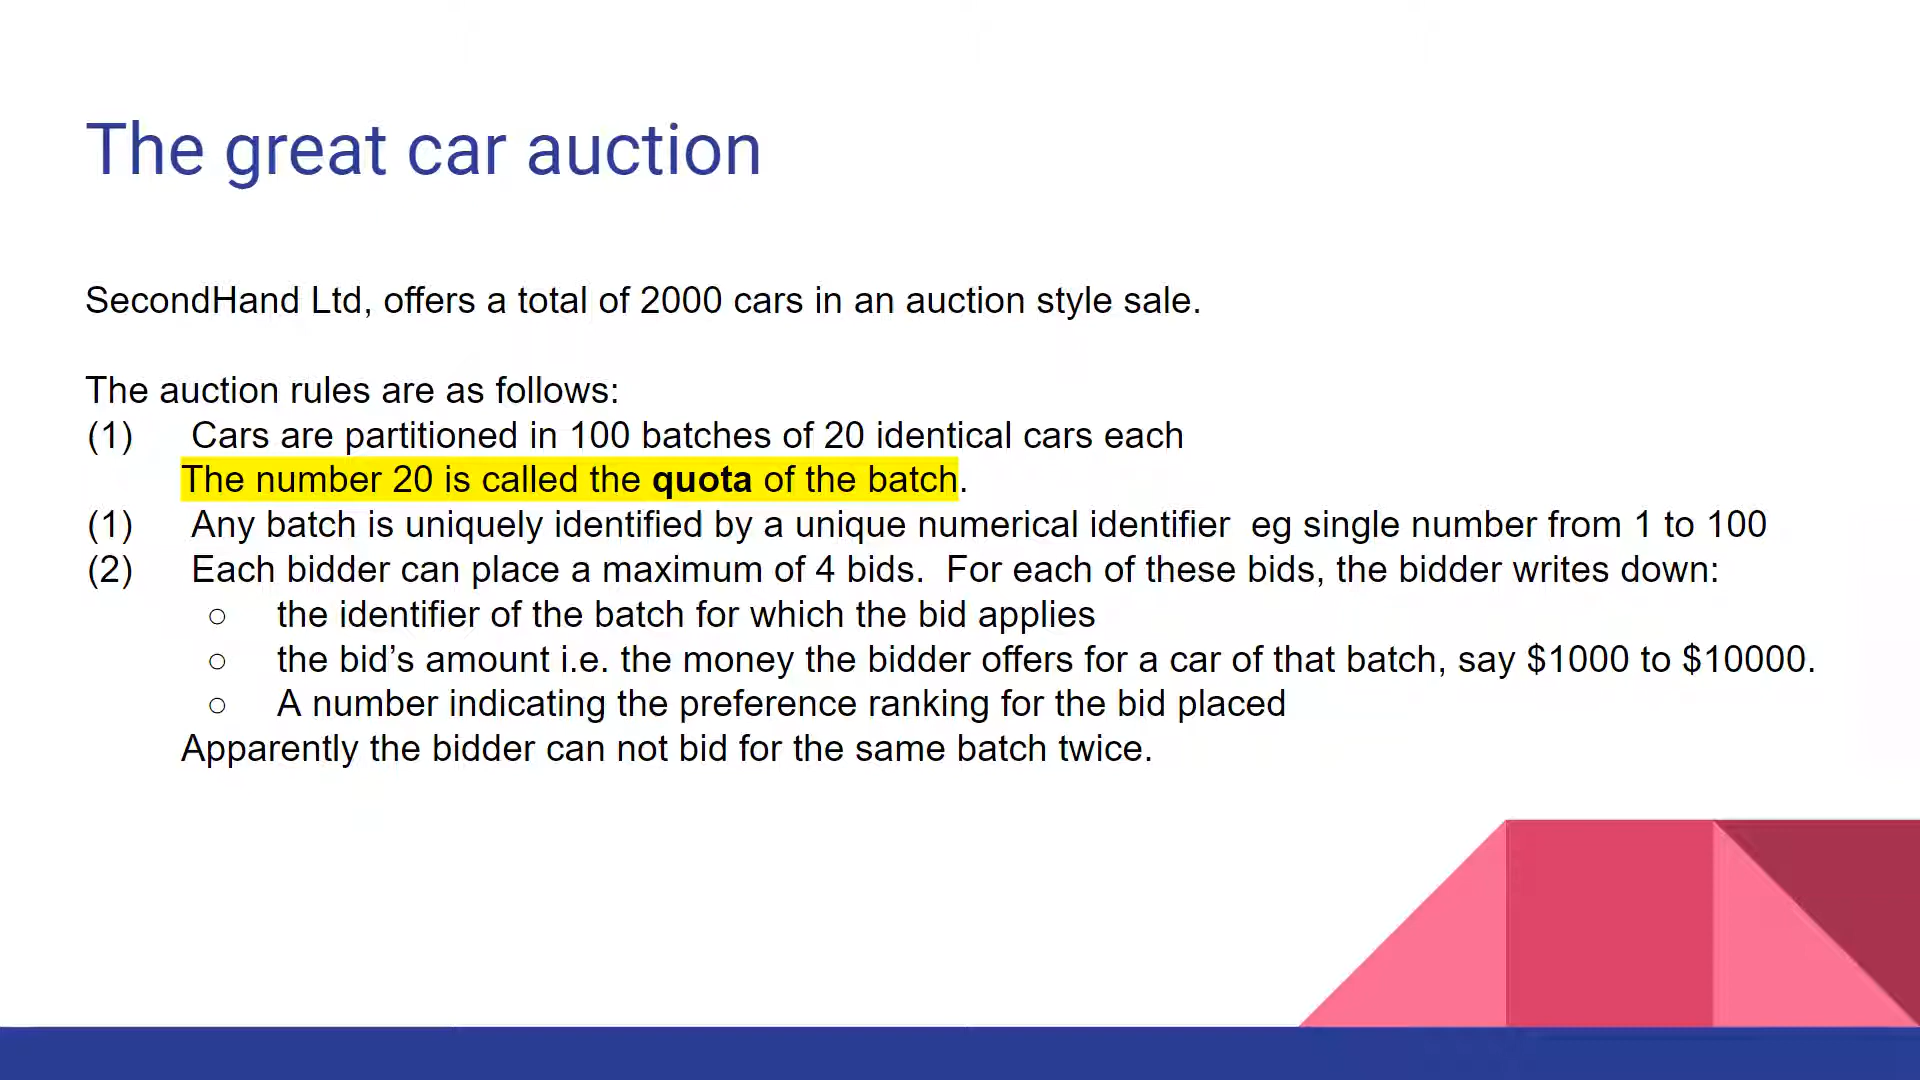 The great car auction
SecondHand Ltd, offers a total of 2000 cars in an auction style sale.
The auction rules are as follows:
(1) Cars are partitioned in 100 batches of 20 identical cars each
The number 20 is called the quota of the batch.
(1) Any batch is uniquely identified by a unique numerical identifier  eg single number from 1 to 100
(2) Each bidder can place a maximum of 4 bids.  For each of these bids, the bidder writes down:
○ the identifier of the batch for which the bid applies
○ the bid’s amount i.e. the money the bidder offers for a car of that batch, say $1000 to $10000.
○ A number indicating the preference ranking for the bid placed
Apparently the bidder can not bid for the same batch twice.